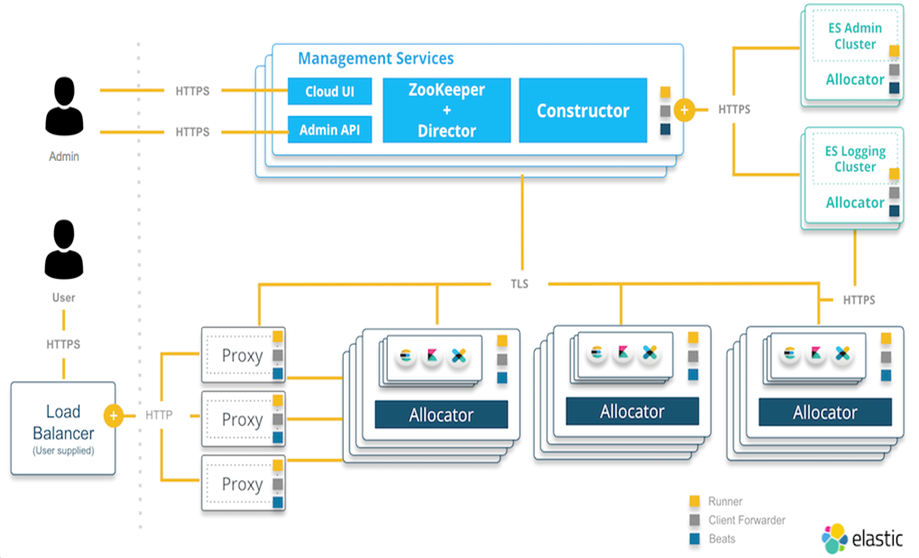 Management Services
Cloud UI
Admin API
ZooKeeper
+
Director
Constructor
+
HTTPS
HTTPS
HTTPS
Admin
ES Admin
Cluster
Allocator
ES Logging
Cluster
Allocator
User
HTTPS
TLS
HTTPS
Load
Balancer
(User supplied)
+
HTTP
Proxy
Proxy
Proxy
Allocator
Allocator
Allocator
Runner
Client Forwarder
Beats
elastic